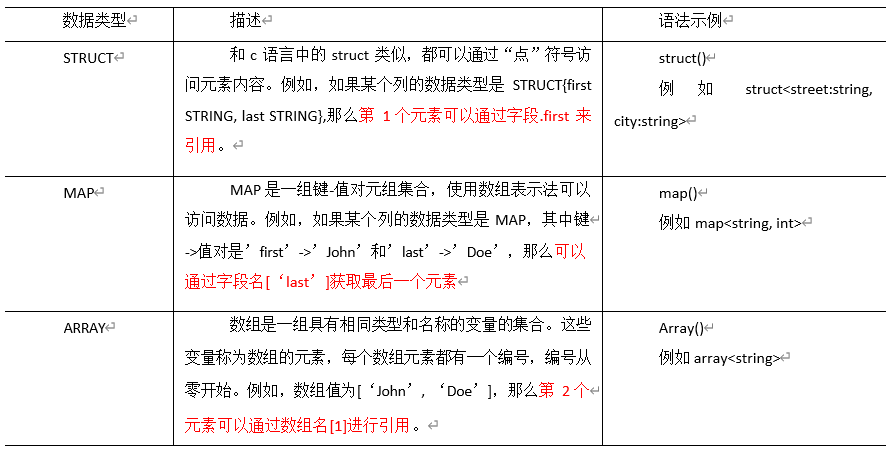 数据类型 描述 语法示例
STRUCT 和 c 语言中的 struct 类似，都可以通过“点”符号访 struct()
问元素内容。例如，如果某个列的数据类型是 STRUCT{first 例如 struct<street:string,
STRING, last STRING},那么第 1 个元素可以通过字段.first 来 city:string>
引用。
MAP MAP 是一组键-值对元组集合，使用数组表示法可以 map()
访问数据。例如，如果某个列的数据类型是 MAP，其中键 例如 map<string, int>
->值对是’first’->’John’和’last’->’Doe’，那么可以
通过字段名[‘last’]获取最后一个元素
ARRAY 数组是一组具有相同类型和名称的变量的集合。这些 Array()
变量称为数组的元素，每个数组元素都有一个编号，编号从 例如 array<string>
零开始。例如，数组值为[‘John’, ‘Doe’]，那么第 2 个
元素可以通过数组名[1]进行引用。